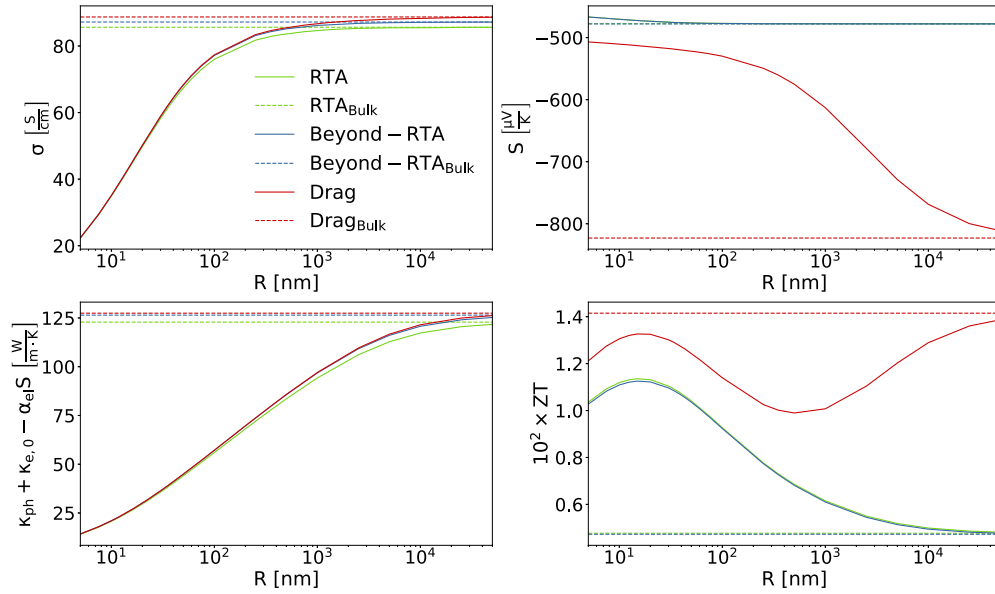 80
60
40
20
σ [S/cm]
RTA
RTA_Bulk
Beyond − RTA
Beyond − RTA_Bulk
Drag
Drag_Bulk
10¹ 10² 10³ 10⁴
R [nm]
−500
−600
−700
−800
S [μV/K]
10¹ 10² 10³ 10⁴
R [nm]
125
100
75
50
25
κ_ph + κ_e,0 − α_el S [W/m·K]
10¹ 10² 10³ 10⁴
R [nm]
1.4
1.2
1.0
0.8
0.6
10² × ZT
10¹ 10² 10³ 10⁴
R [nm]